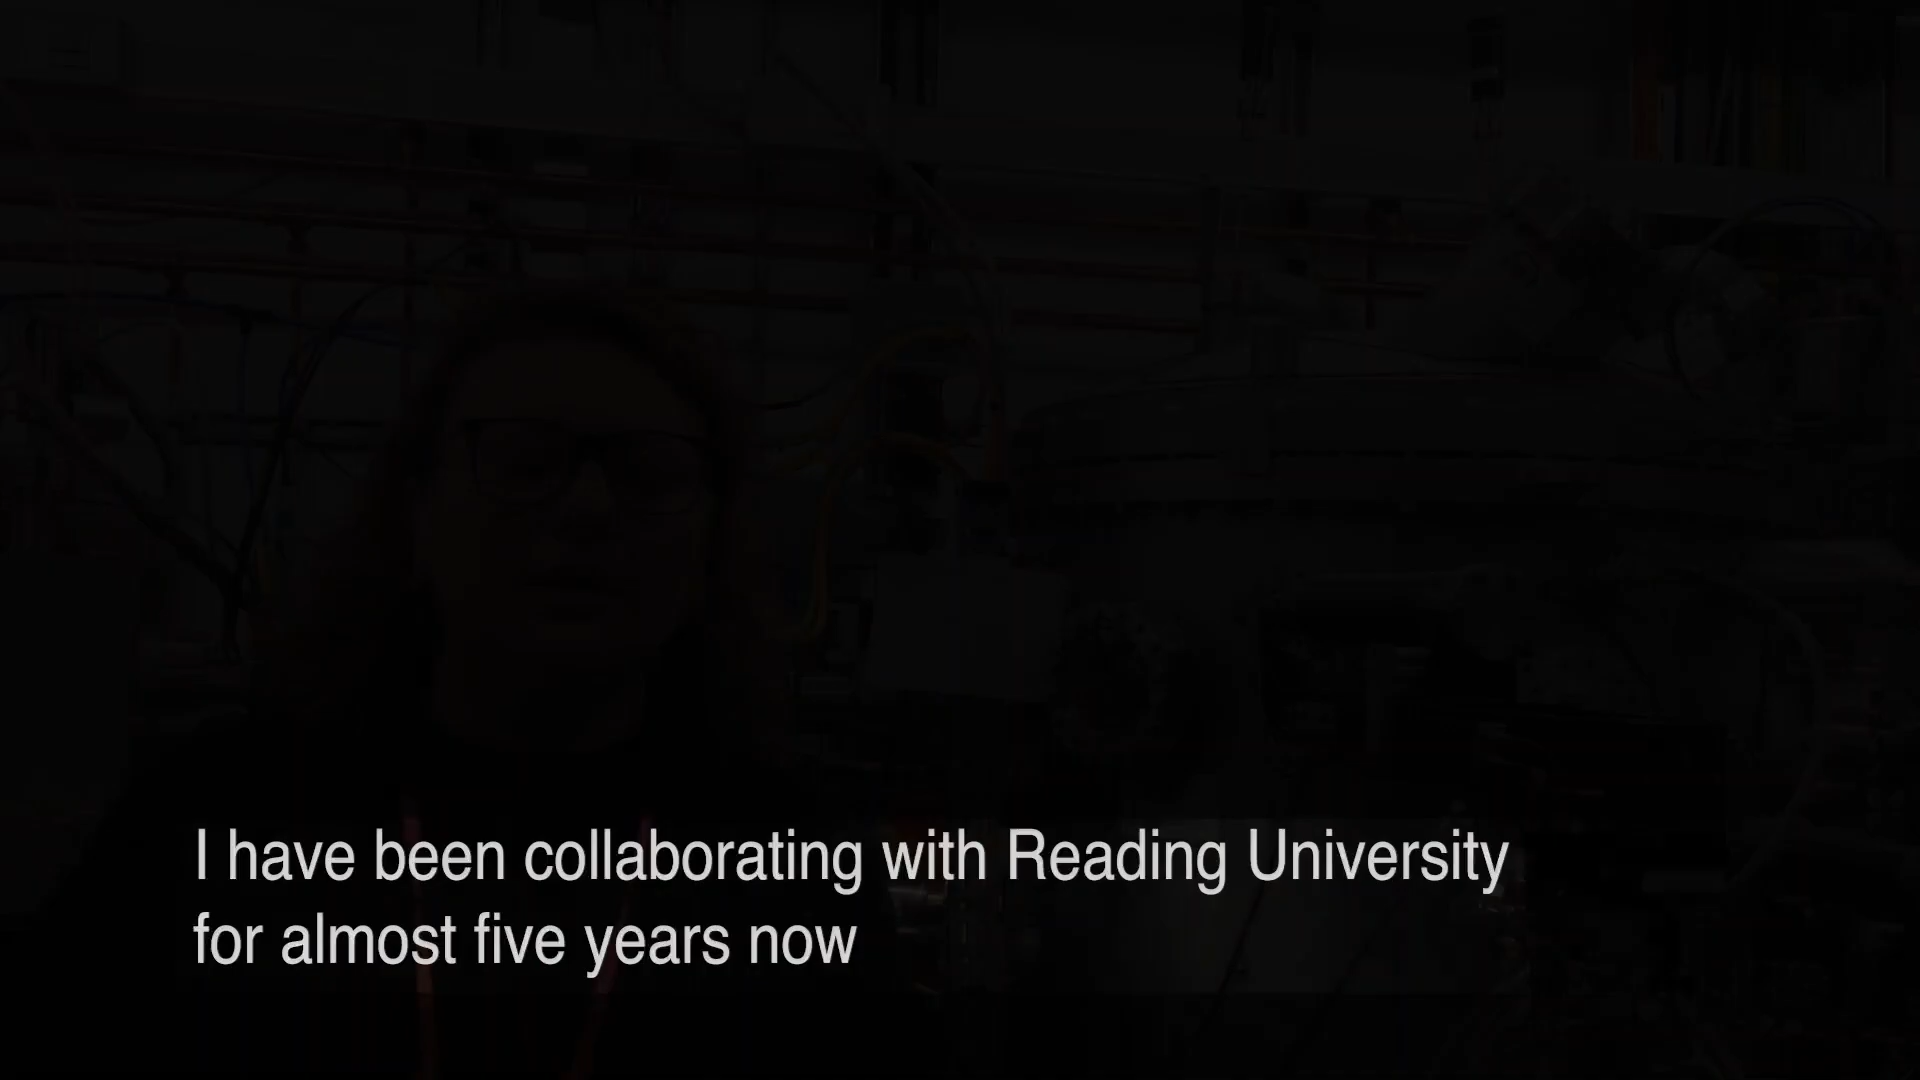 I have been collaborating with Reading University
for almost five years now